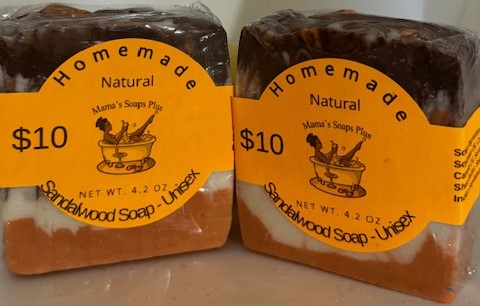 Homemade
Natural
Mama's Soaps Plus
$10
NET WT. 4.2 OZ
Sandalwood Soap - Unisex
Homemade
Natural
Mama's Soaps Plus
$10
NET WT. 4.2 OZ
Sandalwood Soap - Unisex